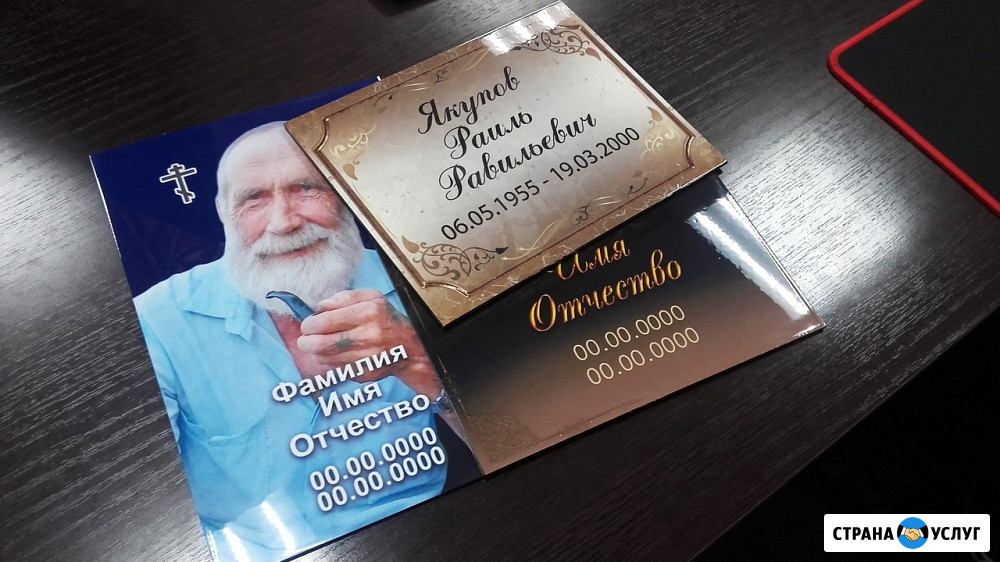 Якупов
Раиль
Равильевич
06.05.1955 - 19.03.2000
Имя
Отчество
00.00.0000
00.00.0000
Фамилия
Имя
Отчество
00.00.0000
00.00.0000
СТРАНА УСЛУГ